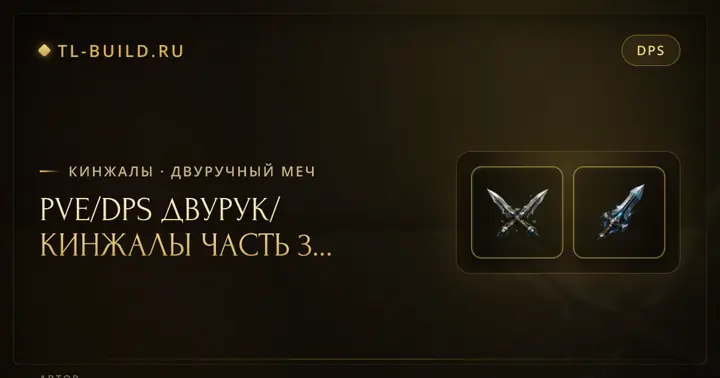 TL-BUILD.RU
DPS
КИНЖАЛЫ · ДВУРУЧНЫЙ МЕЧ
PVE/DPS ДВУРУК/
КИНЖАЛЫ ЧАСТЬ 3...